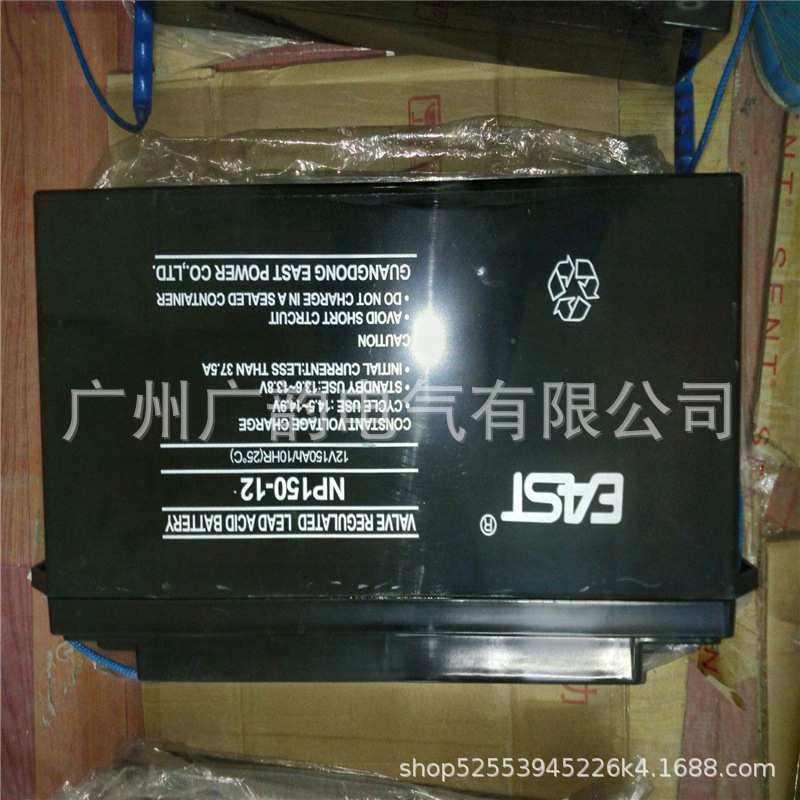 EAST®
VALVE REGULATED LEAD ACID BATTERY
NP150-12
12V150Ah/10HR(25°C)
CONSTANT VOLTAGE CHARGE
• CYCLE USE:14.5~14.9V
• STANDBY USE:13.6~13.8V
• INITIAL CURRENT:LESS THAN 37.5A
CAUTION
• AVOID SHORT CTRCUIT
• DO NOT CHARGE IN A SEALED CONTAINER
GUANGDONG EAST POWER CO.,LTD.
广州广韵电气有限公司
shop52553945226k4.1688.com